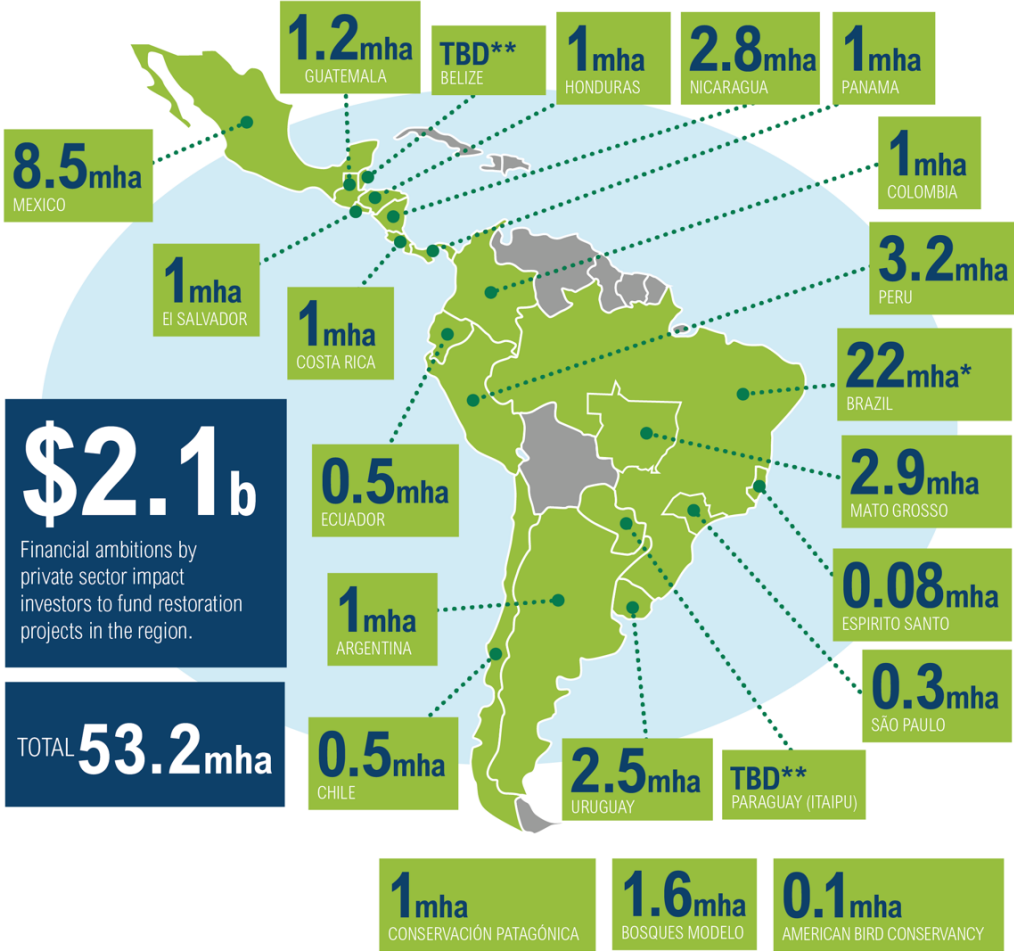 1.2mha
GUATEMALA
TBD**
BELIZE
1mha
HONDURAS
2.8mha
NICARAGUA
1mha
PANAMA
8.5mha
MEXICO
1mha
COLOMBIA
1mha
El SALVADOR
1mha
COSTA RICA
3.2mha
PERU
22mha*
BRAZIL
$2.1b
Financial ambitions by
private sector impact
investors to fund restoration
projects in the region.
0.5mha
ECUADOR
2.9mha
MATO GROSSO
1mha
ARGENTINA
0.08mha
ESPIRITO SANTO
0.3mha
SÃO PAULO
TOTAL 53.2mha
0.5mha
CHILE
2.5mha
URUGUAY
TBD**
PARAGUAY (ITAIPU)
1mha
CONSERVACIÓN PATAGÓNICA
1.6mha
BOSQUES MODELO
0.1mha
AMERICAN BIRD CONSERVANCY